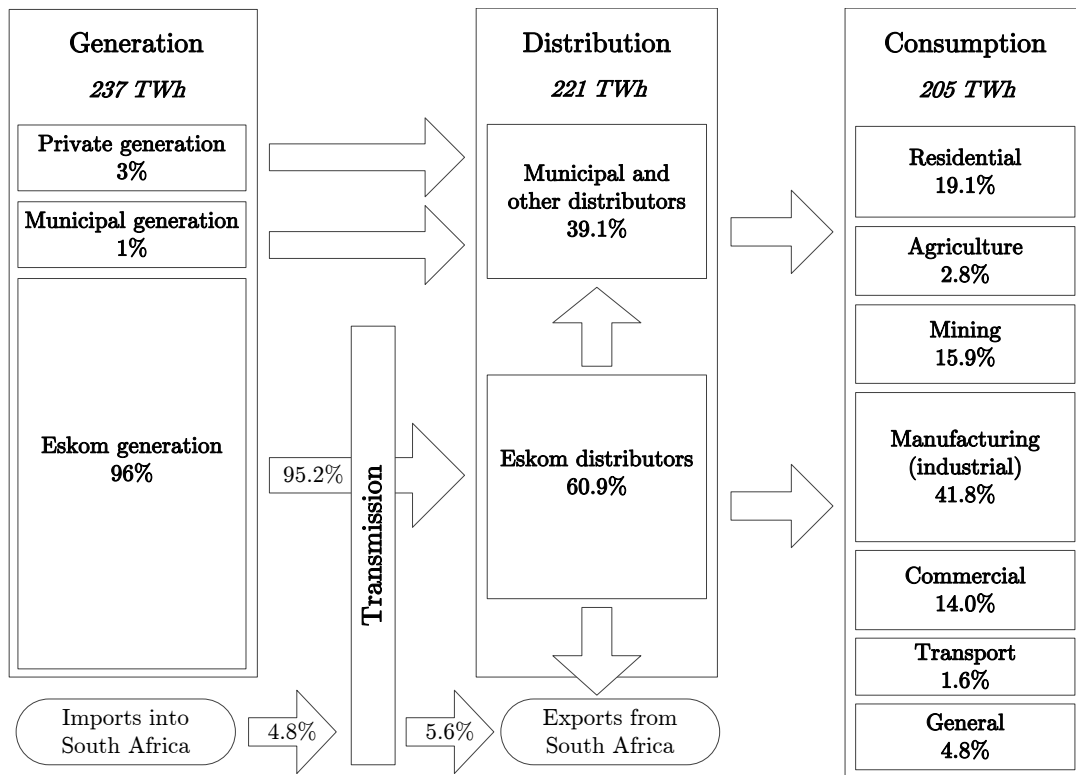 Generation
237 TWh
Private generation
3%
Municipal generation
1%
Eskom generation
96%
Imports into
South Africa
95.2%
4.8%
Transmission
5.6%
Distribution
221 TWh
Municipal and
other distributors
39.1%
Eskom distributors
60.9%
Exports from
South Africa
Consumption
205 TWh
Residential
19.1%
Agriculture
2.8%
Mining
15.9%
Manufacturing
(industrial)
41.8%
Commercial
14.0%
Transport
1.6%
General
4.8%